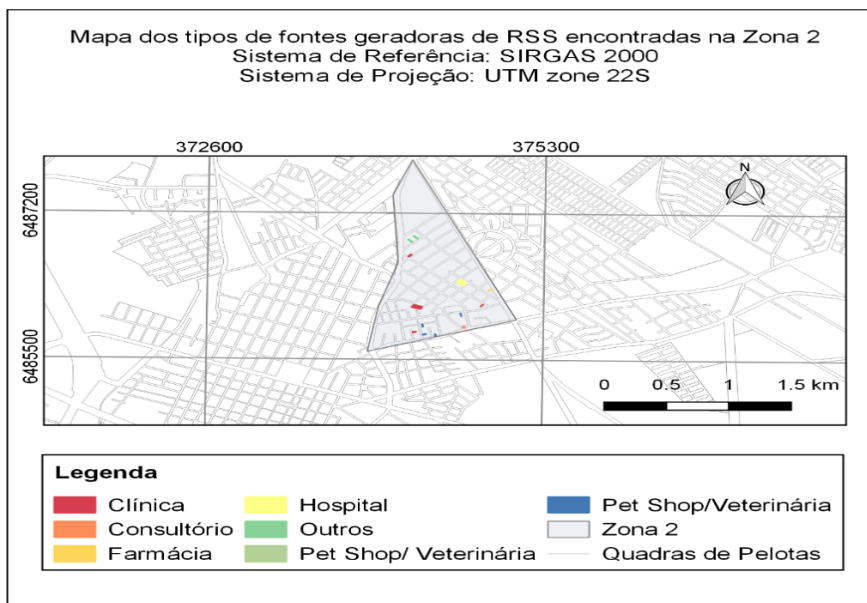 Mapa dos tipos de fontes geradoras de RSS encontradas na Zona 2
Sistema de Referência: SIRGAS 2000
Sistema de Projeção: UTM zone 22S
372600
375300
N
6487200
6485500
0 0.5 1 1.5 km
Legenda
Clínica
Consultório
Farmácia
Hospital
Outros
Pet Shop/ Veterinária
Pet Shop/Veterinária
Zona 2
Quadras de Pelotas